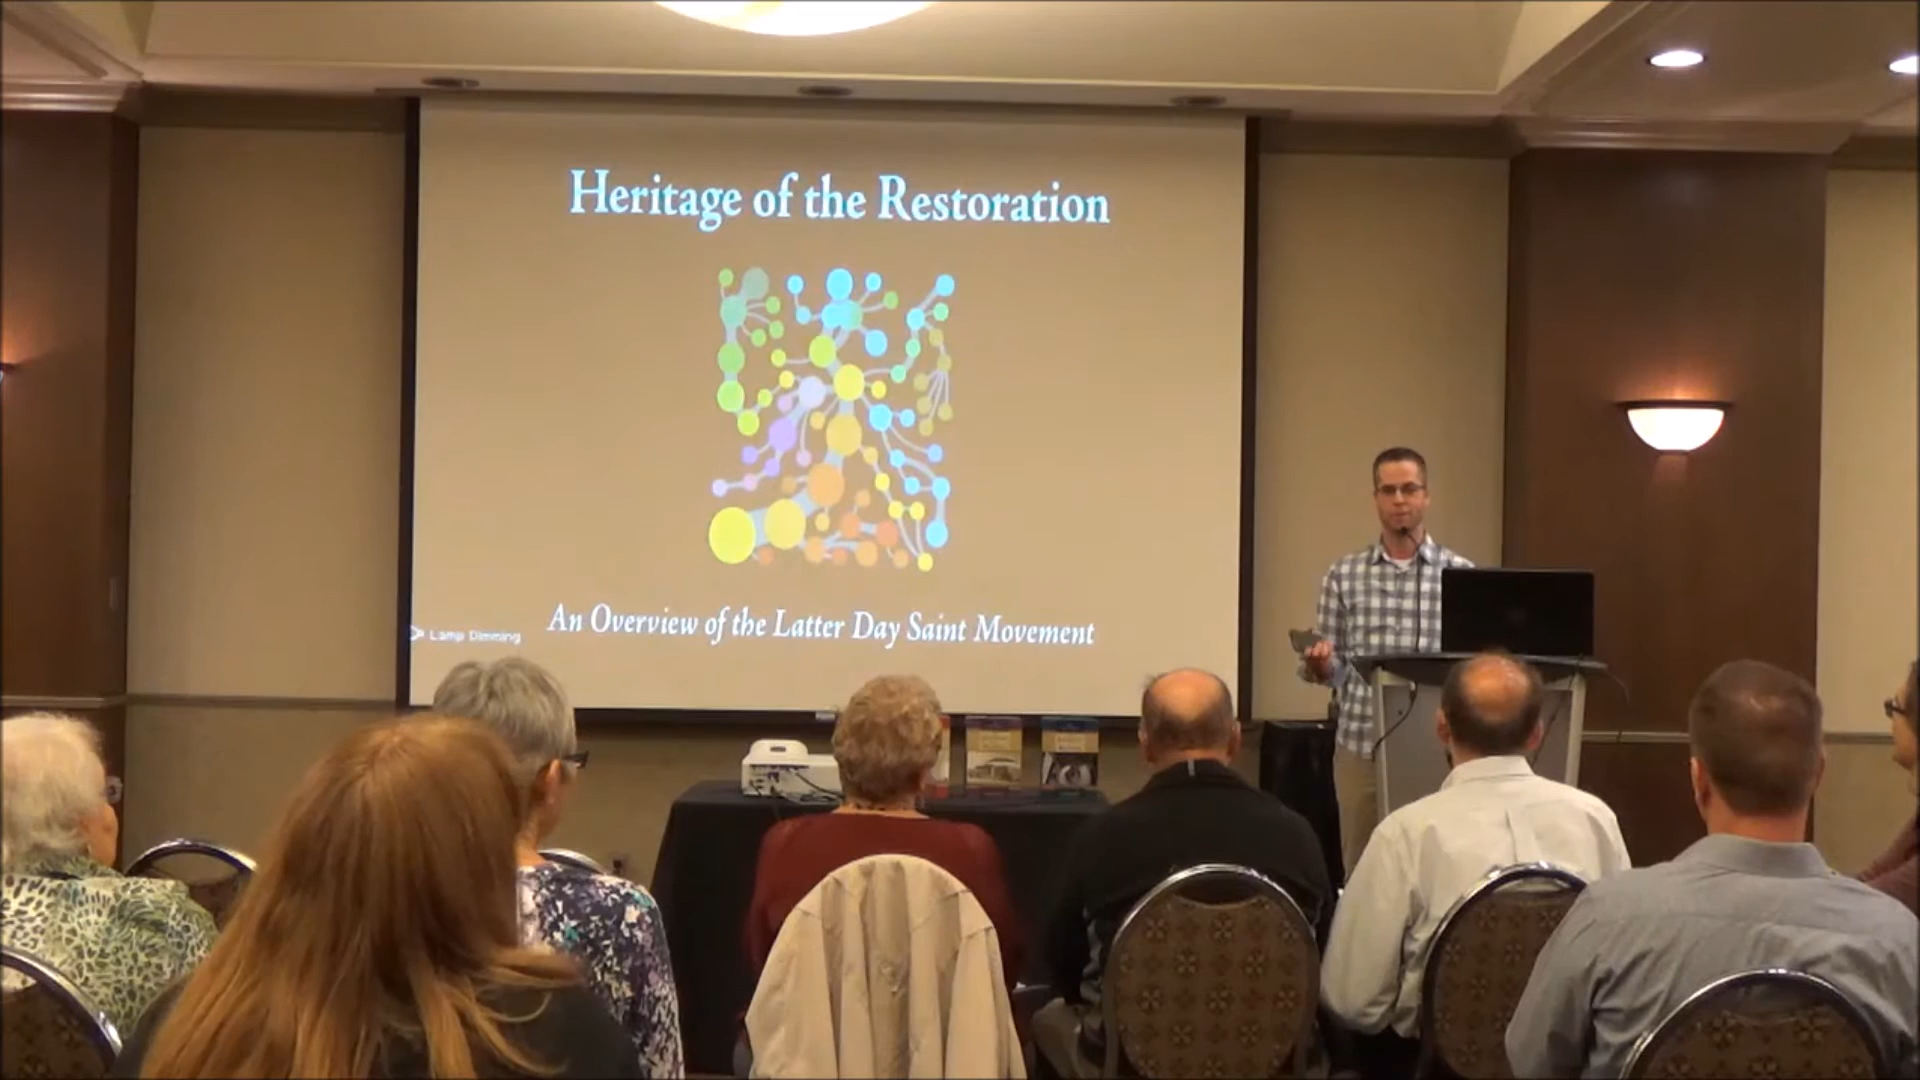 Heritage of the Restoration
An Overview of the Latter Day Saint Movement
Lamp Dimming